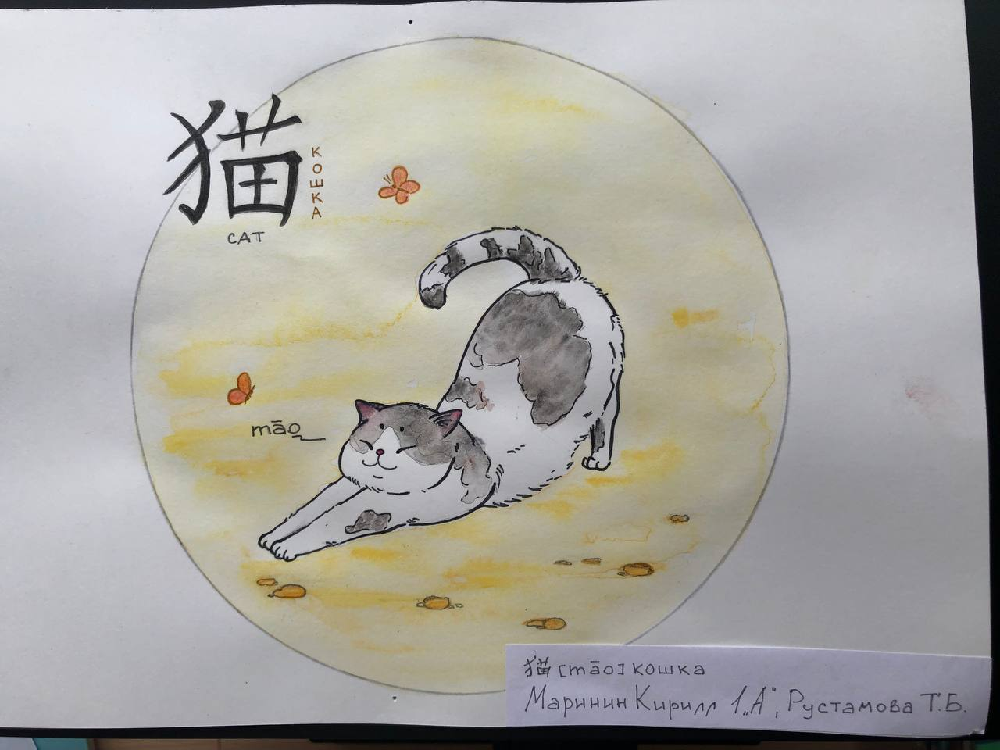 猫
КОШКА
CAT
māo
猫 [māo] кошка
Маринин Кирилл 1 „А", Рустамова Т.Б.